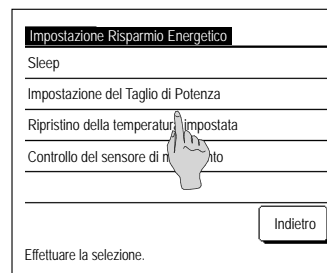 Impostazione Risparmio Energetico
Sleep
Impostazione del Taglio di Potenza
Ripristino della temperatura impostata
Controllo del sensore di
Indietro
Effettuare la selezione.